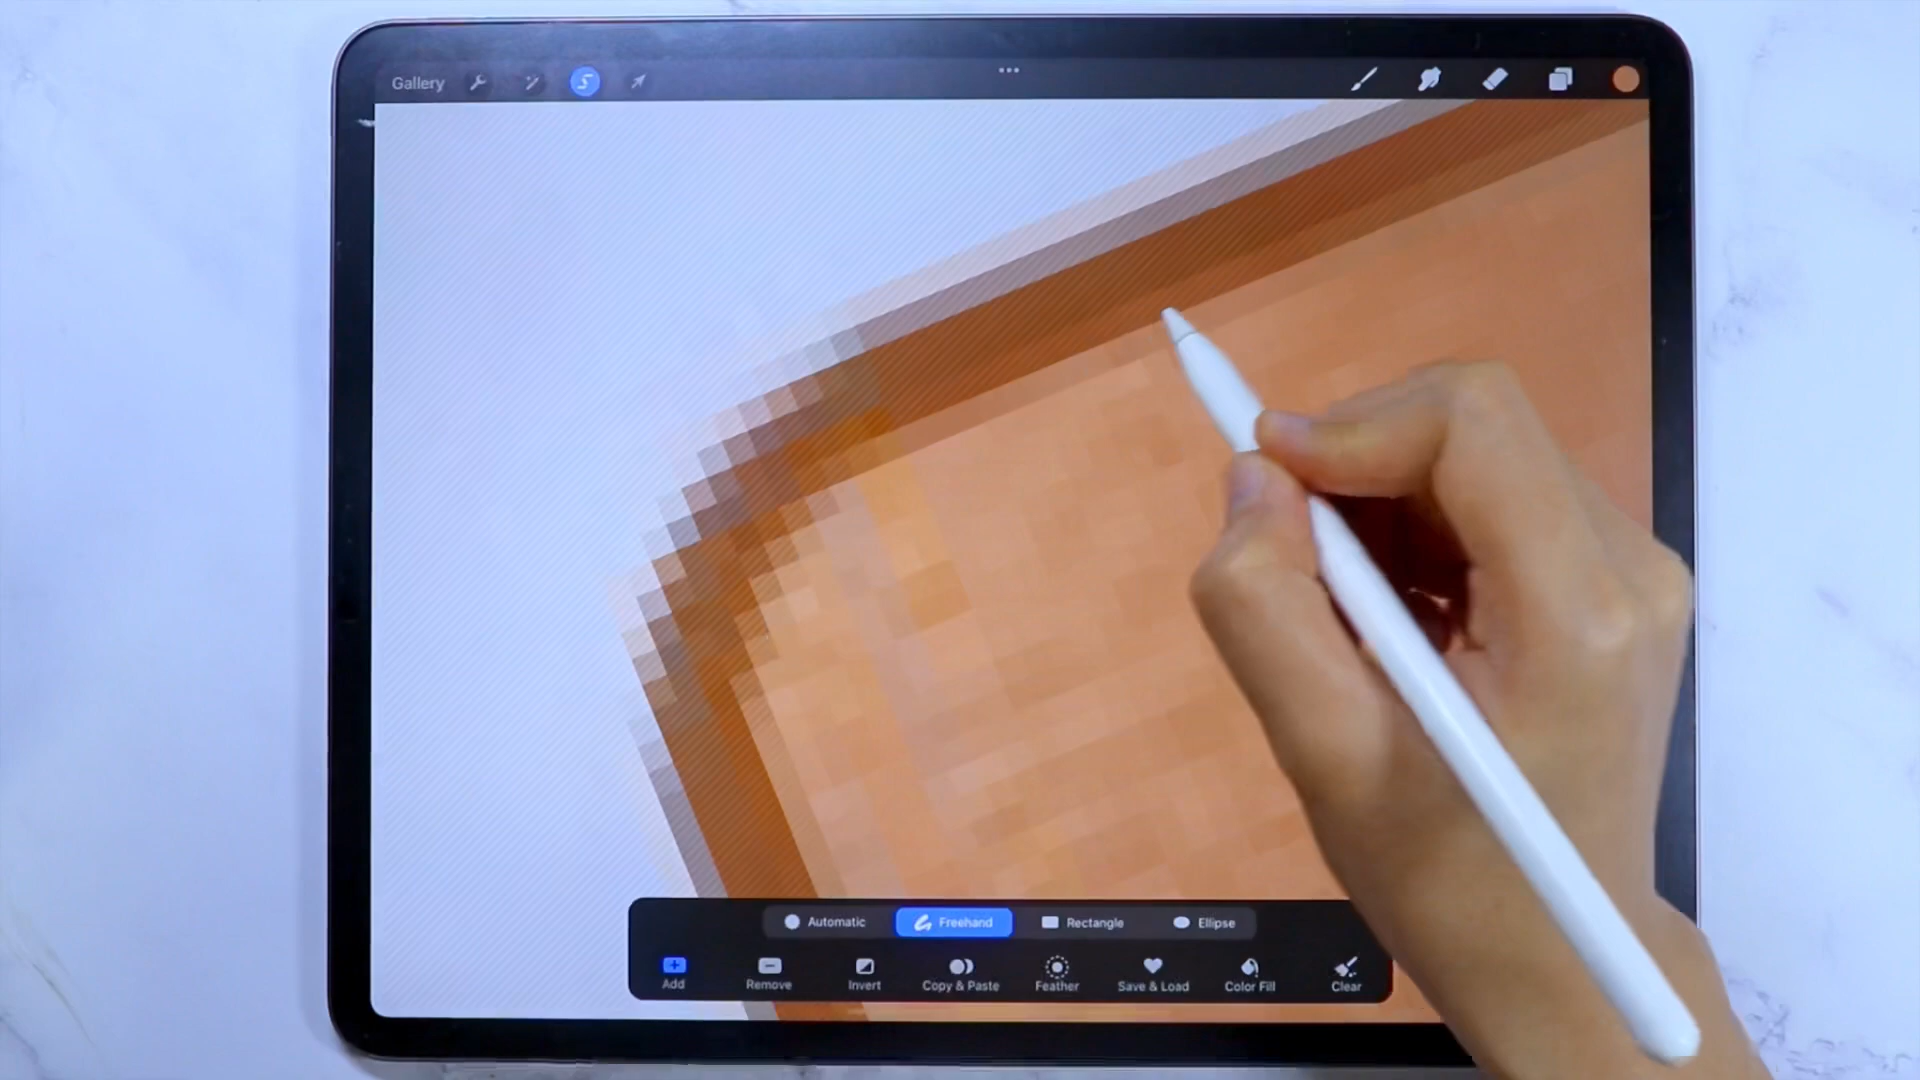 Gallery
Automatic Freehand Rectangle Ellipse
Add Remove Invert Copy & Paste Feather Save & Load Color Fill Clear